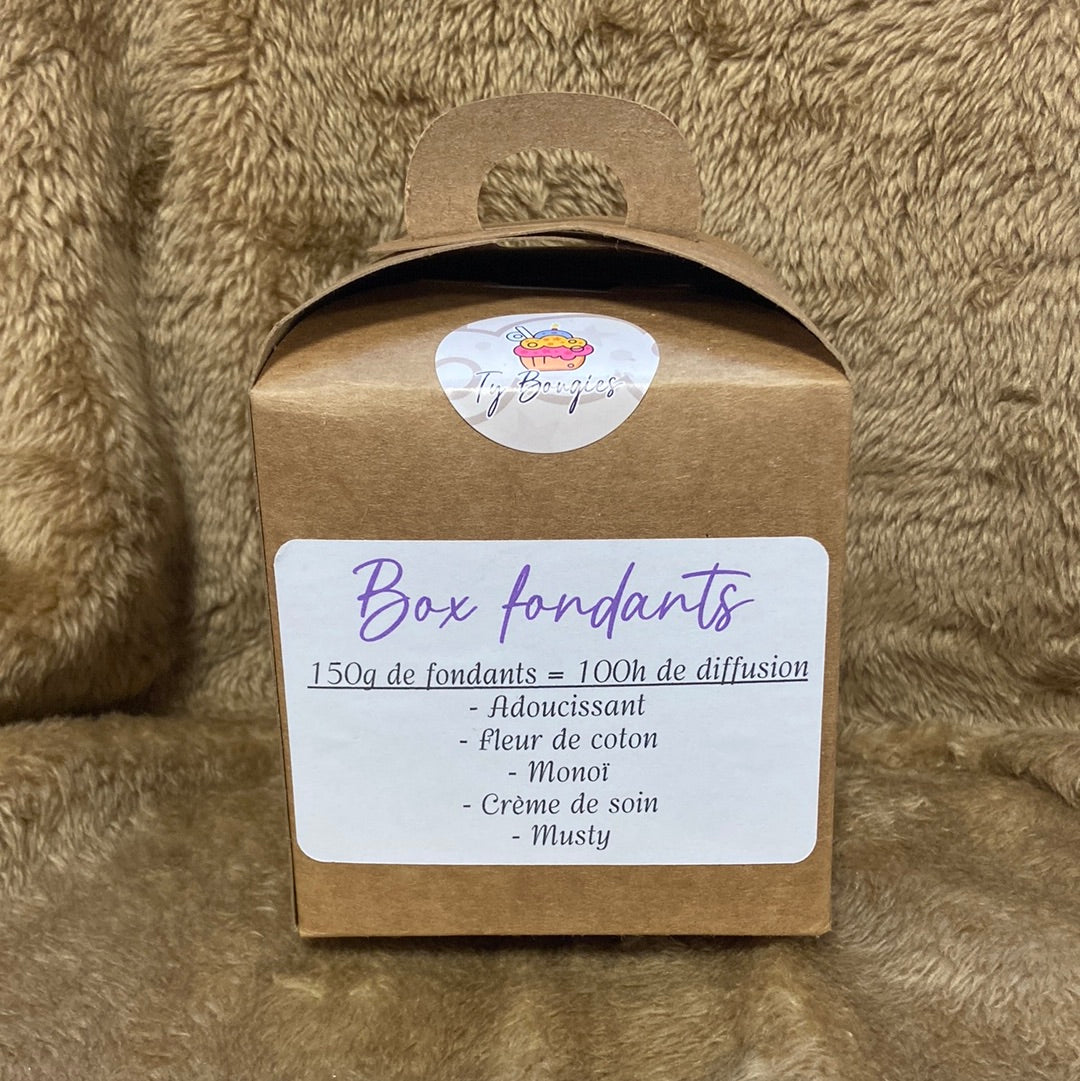 Ty Bougies
Box fondants
150g de fondants = 100h de diffusion
- Adoucissant
- Fleur de coton
- Monoï
- Crème de soin
- Musty